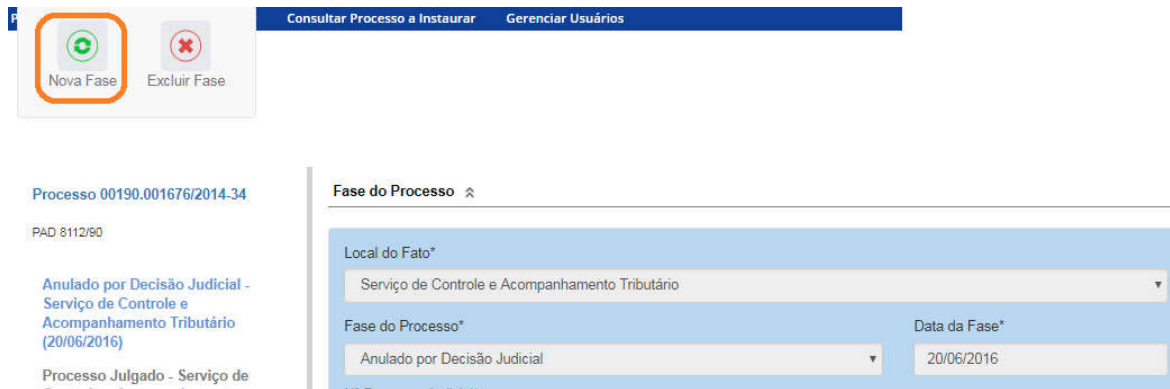 P
Consultar Processo a Instaurar Gerenciar Usuários
Nova Fase Excluir Fase
Processo 00190.001676/2014-34
PAD 8112/90
Anulado por Decisão Judicial -
Serviço de Controle e
Acompanhamento Tributário
(20/06/2016)
Processo Julgado - Serviço de
Fase do Processo
Local do Fato*
Serviço de Controle e Acompanhamento Tributário
Fase do Processo* Data da Fase*
Anulado por Decisão Judicial 20/06/2016